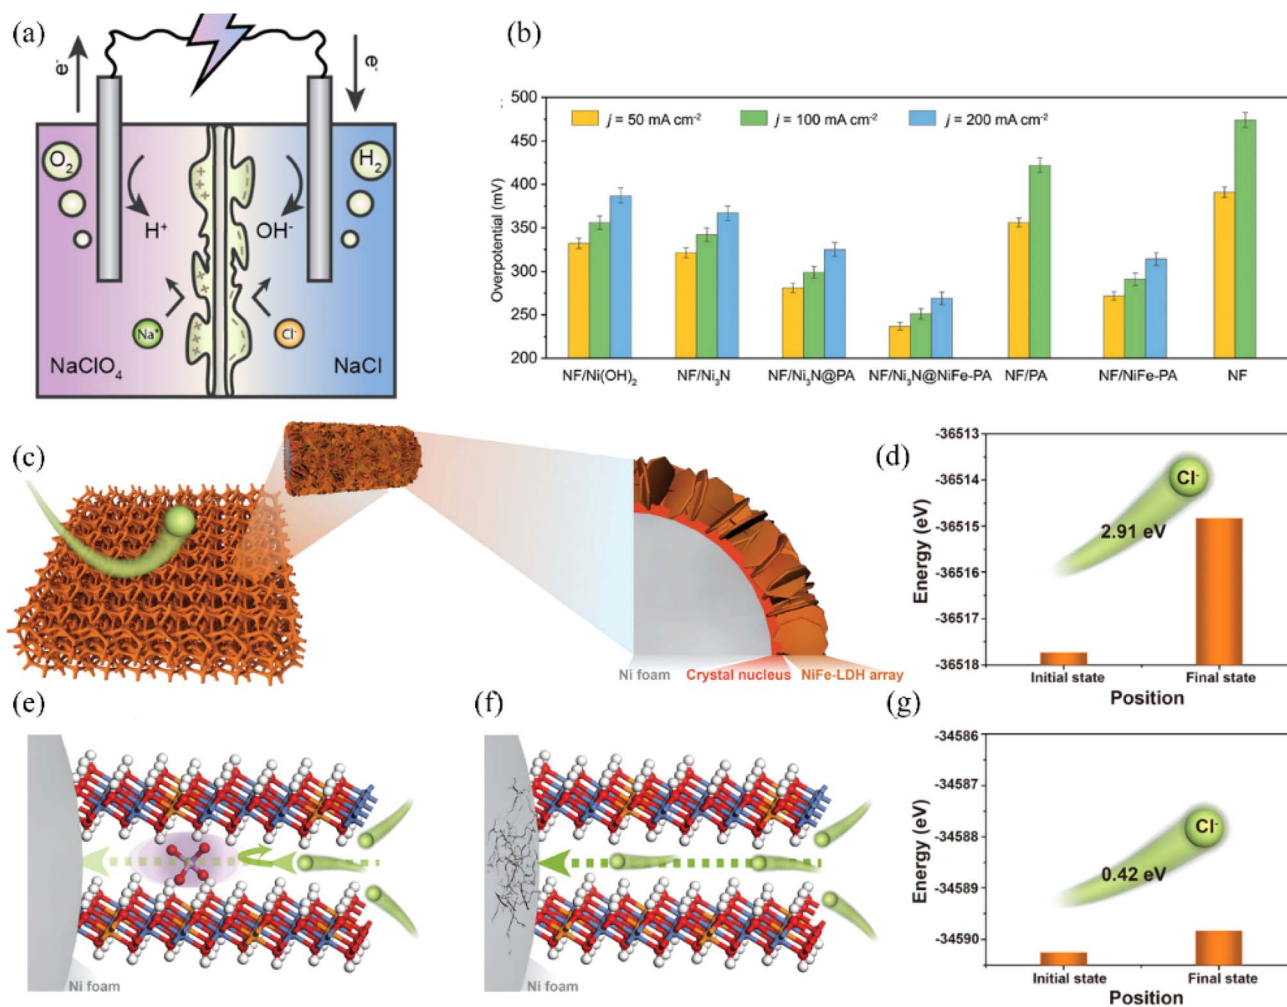 (a)
e-
e-
O2
H2
H+
OH-
Na+
Cl-
NaClO4
NaCl
(b)
500
450
400
350
300
250
200
Overpotential (mV)
j = 50 mA cm-2
j = 100 mA cm-2
j = 200 mA cm-2
NF/Ni(OH)2
NF/Ni3N
NF/Ni3N@PA
NF/Ni3N@NiFe-PA
NF/PA
NF/NiFe-PA
NF
(c)
Ni foam
Crystal nucleus
NiFe-LDH array
(d)
-36513
-36514
-36515
-36516
-36517
-36518
Energy (eV)
Cl-
2.91 eV
Initial state
Final state
Position
(e)
Ni foam
(f)
Ni foam
(g)
-34586
-34587
-34588
-34589
-34590
Energy (eV)
Cl-
0.42 eV
Initial state
Final state
Position